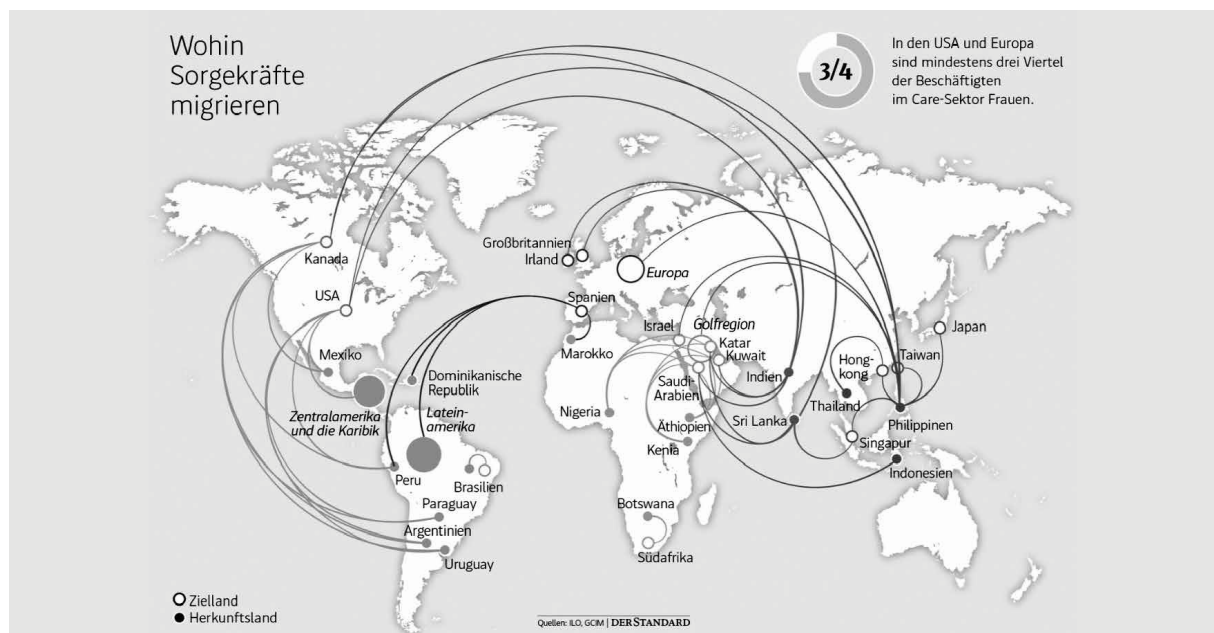 Wohin
Sorgekräfte
migrieren
3/4
In den USA und Europa
sind mindestens drei Viertel
der Beschäftigten
im Care-Sektor Frauen.
Kanada
USA
Mexiko
Zentralamerika
und die Karibik
Dominikanische
Republik
Latein-
amerika
Peru
Brasilien
Paraguay
Argentinien
Uruguay
Großbritannien
Irland
Europa
Spanien
Marokko
Israel
Golfregion
Katar
Kuwait
Saudi-
Arabien
Nigeria
Äthiopien
Kenia
Botswana
Südafrika
Indien
Sri Lanka
Hong-
kong
Thailand
Taiwan
Japan
Philippinen
Singapur
Indonesien
Zielland
Herkunftsland
Quellen: ILO, GCIM | DERSTANDARD